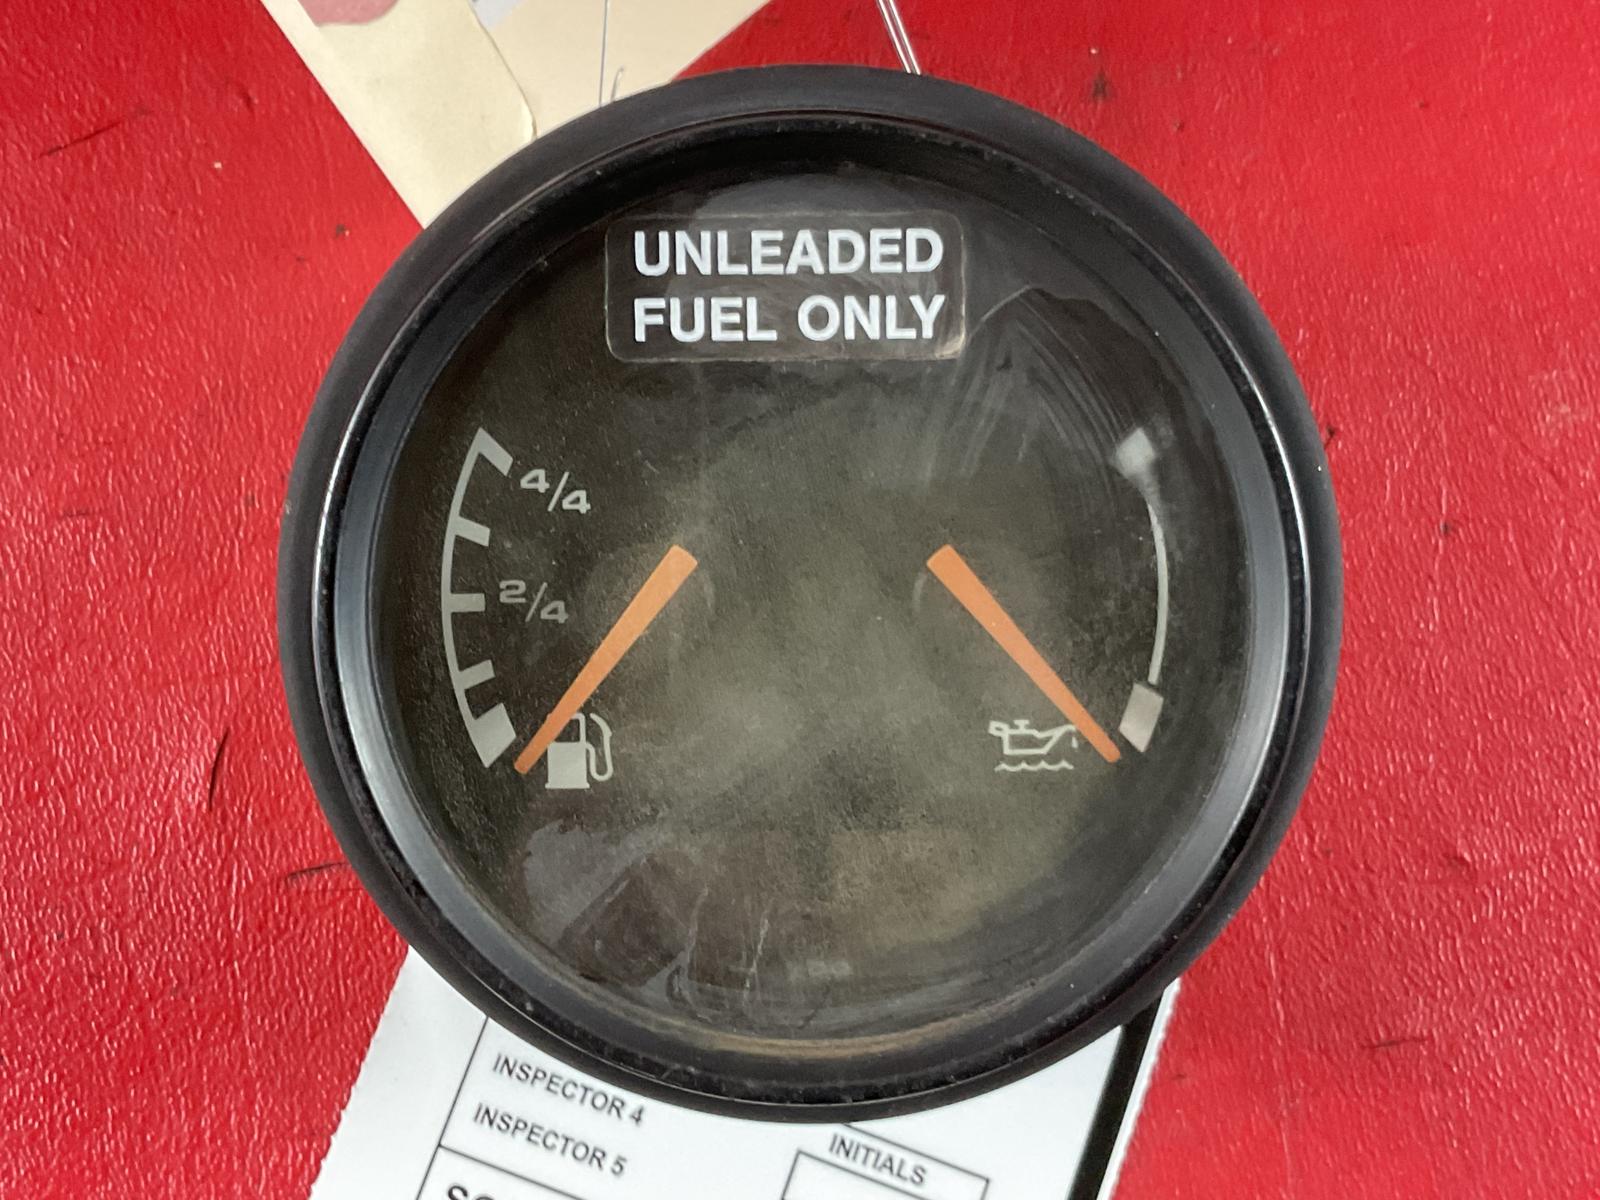 UNLEADED
FUEL ONLY
4/4
2/4
INSPECTOR 4
INSPECTOR 5
INITIALS